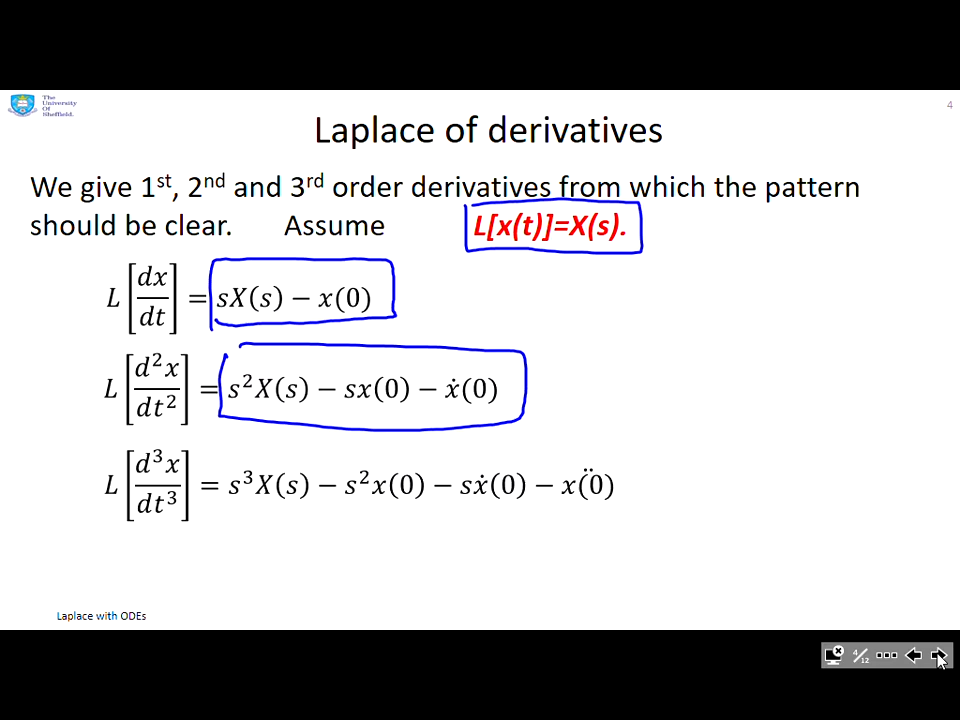 The
University
Of
Sheffield.
4
Laplace of derivatives
We give 1st, 2nd and 3rd order derivatives from which the pattern
should be clear. Assume L[x(t)]=X(s).
L[dx/dt] = sX(s) − x(0)
L[d²x/dt²] = s²X(s) − sx(0) − ẋ(0)
L[d³x/dt³] = s³X(s) − s²x(0) − sẋ(0) − x(̈0)
Laplace with ODEs
4/12